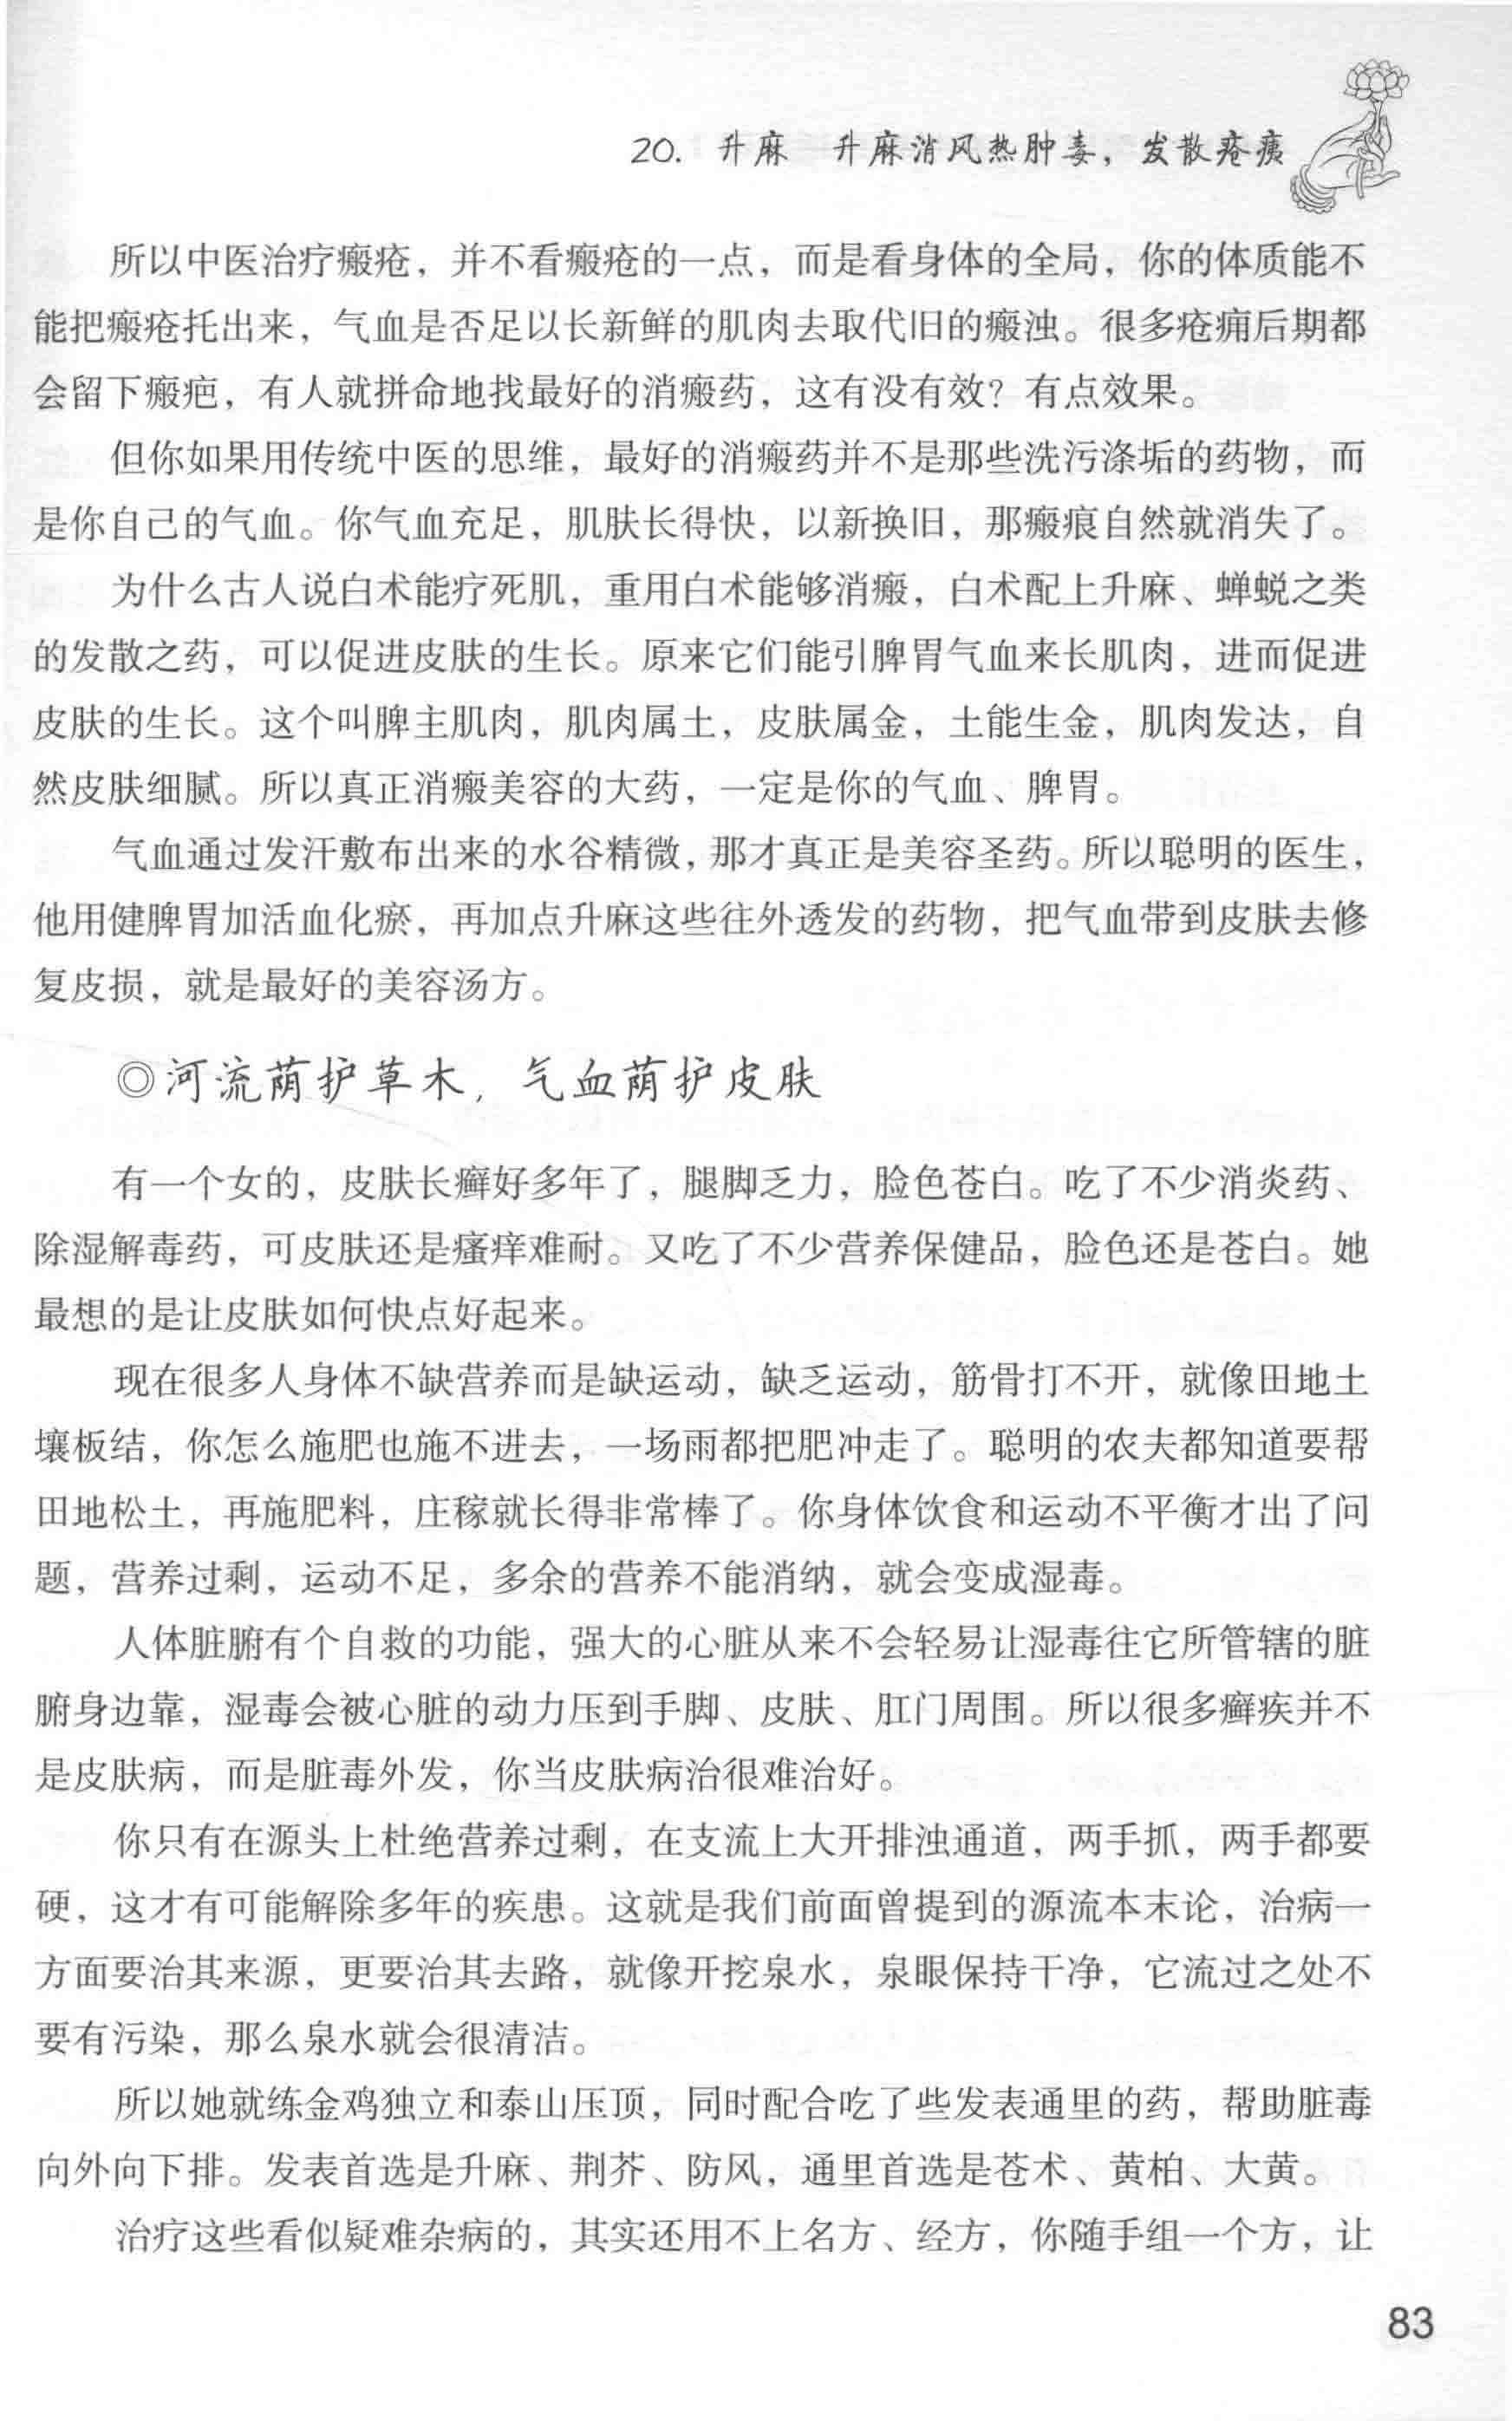 20. 升麻　升麻消风热肿毒，发散疮痍
所以中医治疗瘢疮，并不看瘢疮的一点，而是看身体的全局，你的体质能不
能把瘢疮托出来，气血是否足以长新鲜的肌肉去取代旧的瘢浊。很多疮痈后期都
会留下瘢疤，有人就拼命地找最好的消瘢药，这有没有效？有点效果。
但你如果用传统中医的思维，最好的消瘢药并不是那些洗污涤垢的药物，而
是你自己的气血。你气血充足，肌肤长得快，以新换旧，那瘢痕自然就消失了。
为什么古人说白术能疗死肌，重用白术能够消瘢，白术配上升麻、蝉蜕之类
的发散之药，可以促进皮肤的生长。原来它们能引脾胃气血来长肌肉，进而促进
皮肤的生长。这个叫脾主肌肉，肌肉属土，皮肤属金，土能生金，肌肉发达，自
然皮肤细腻。所以真正消瘢美容的大药，一定是你的气血、脾胃。
气血通过发汗敷布出来的水谷精微，那才真正是美容圣药。所以聪明的医生，
他用健脾胃加活血化瘀，再加点升麻这些往外透发的药物，把气血带到皮肤去修
复皮损，就是最好的美容汤方。
◎河流荫护草木，气血荫护皮肤
有一个女的，皮肤长癣好多年了，腿脚乏力，脸色苍白。吃了不少消炎药、
除湿解毒药，可皮肤还是瘙痒难耐。又吃了不少营养保健品，脸色还是苍白。她
最想的是让皮肤如何快点好起来。
现在很多人身体不缺营养而是缺运动，缺乏运动，筋骨打不开，就像田地土
壤板结，你怎么施肥也施不进去，一场雨都把肥冲走了。聪明的农夫都知道要帮
田地松土，再施肥料，庄稼就长得非常棒了。你身体饮食和运动不平衡才出了问
题，营养过剩，运动不足，多余的营养不能消纳，就会变成湿毒。
人体脏腑有个自救的功能，强大的心脏从来不会轻易让湿毒往它所管辖的脏
腑身边靠，湿毒会被心脏的动力压到手脚、皮肤、肛门周围。所以很多癣疾并不
是皮肤病，而是脏毒外发，你当皮肤病治很难治好。
你只有在源头上杜绝营养过剩，在支流上大开排浊通道，两手抓，两手都要
硬，这才有可能解除多年的疾患。这就是我们前面曾提到的源流本末论，治病一
方面要治其来源，更要治其去路，就像开挖泉水，泉眼保持干净，它流过之处不
要有污染，那么泉水就会很清洁。
所以她就练金鸡独立和泰山压顶，同时配合吃了些发表通里的药，帮助脏毒
向外向下排。发表首选是升麻、荆芥、防风，通里首选是苍术、黄柏、大黄。
治疗这些看似疑难杂病的，其实还用不上名方、经方，你随手组一个方，让
83